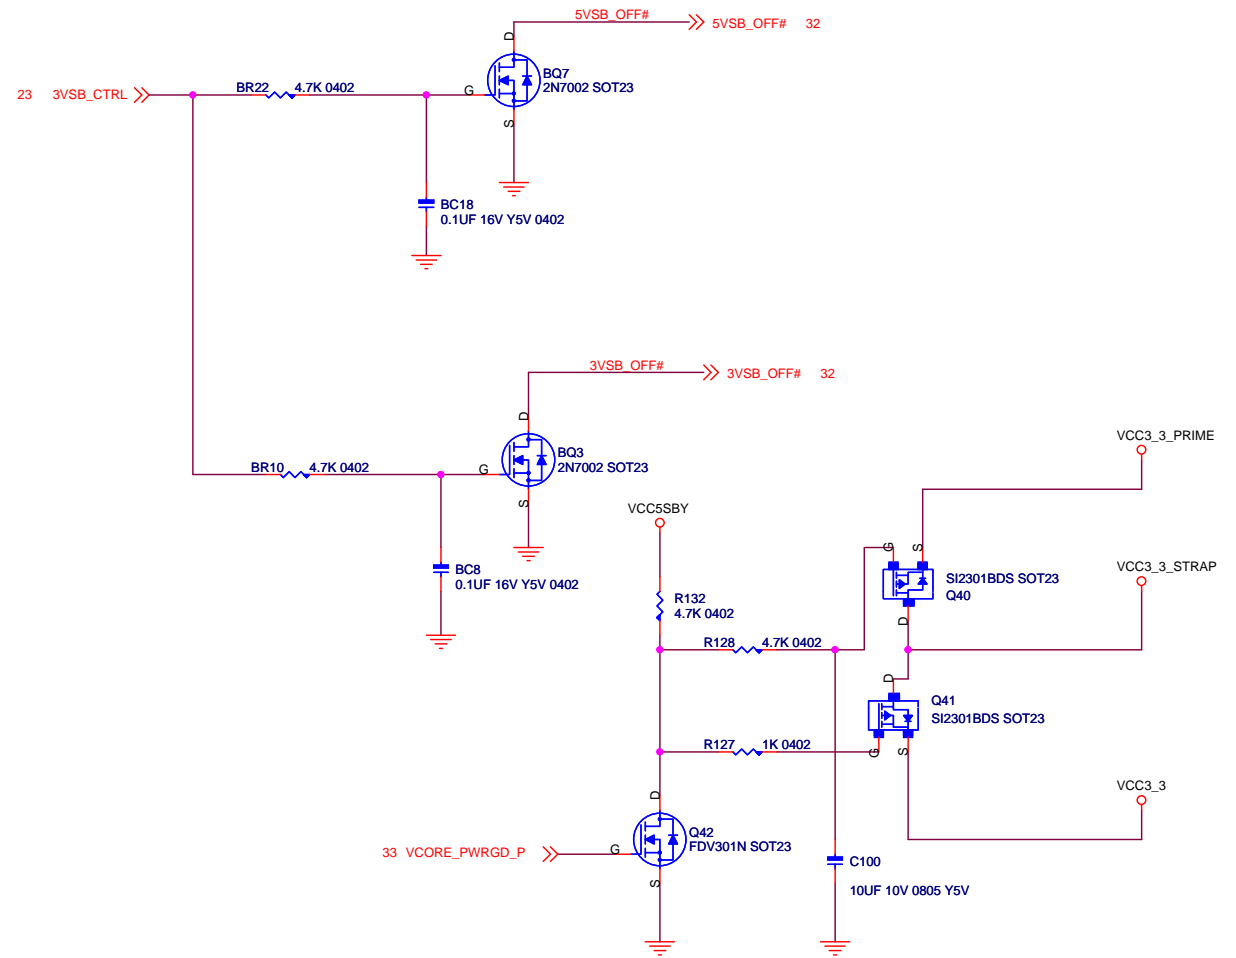 5VSB_OFF#
5VSB_OFF# 32
D
BQ7
2N7002 SOT23
23 3VSB_CTRL
BR22 4.7K 0402
G
S
BC18
0.1UF 16V Y5V 0402
3VSB_OFF#
3VSB_OFF# 32
D
BQ3
2N7002 SOT23
BR10 4.7K 0402
G
S
BC8
0.1UF 16V Y5V 0402
VCC3_3_PRIME
VCC5SBY
G
S
VCC3_3_STRAP
SI2301BDS SOT23
Q40
D
R132
4.7K 0402
R128 4.7K 0402
D
Q41
SI2301BDS SOT23
R127 1K 0402
G
S
VCC3_3
D
Q42
FDV301N SOT23
33 VCORE_PWRGD_P
G
S
C100
10UF 10V 0805 Y5V